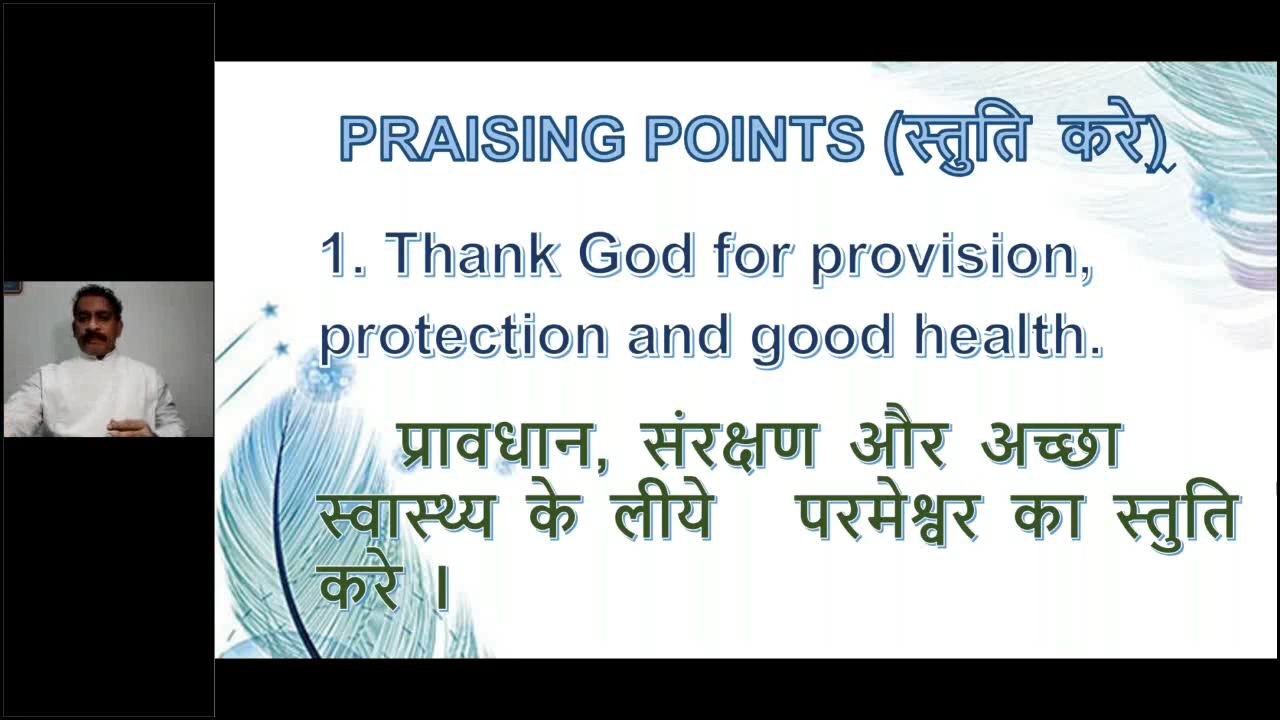 PRAISING POINTS (स्तुति करे)
1. Thank God for provision,
protection and good health.
प्रावधान, संरक्षण और अच्छा
स्वास्थ्य के लीये परमेश्वर का स्तुति
करे ।